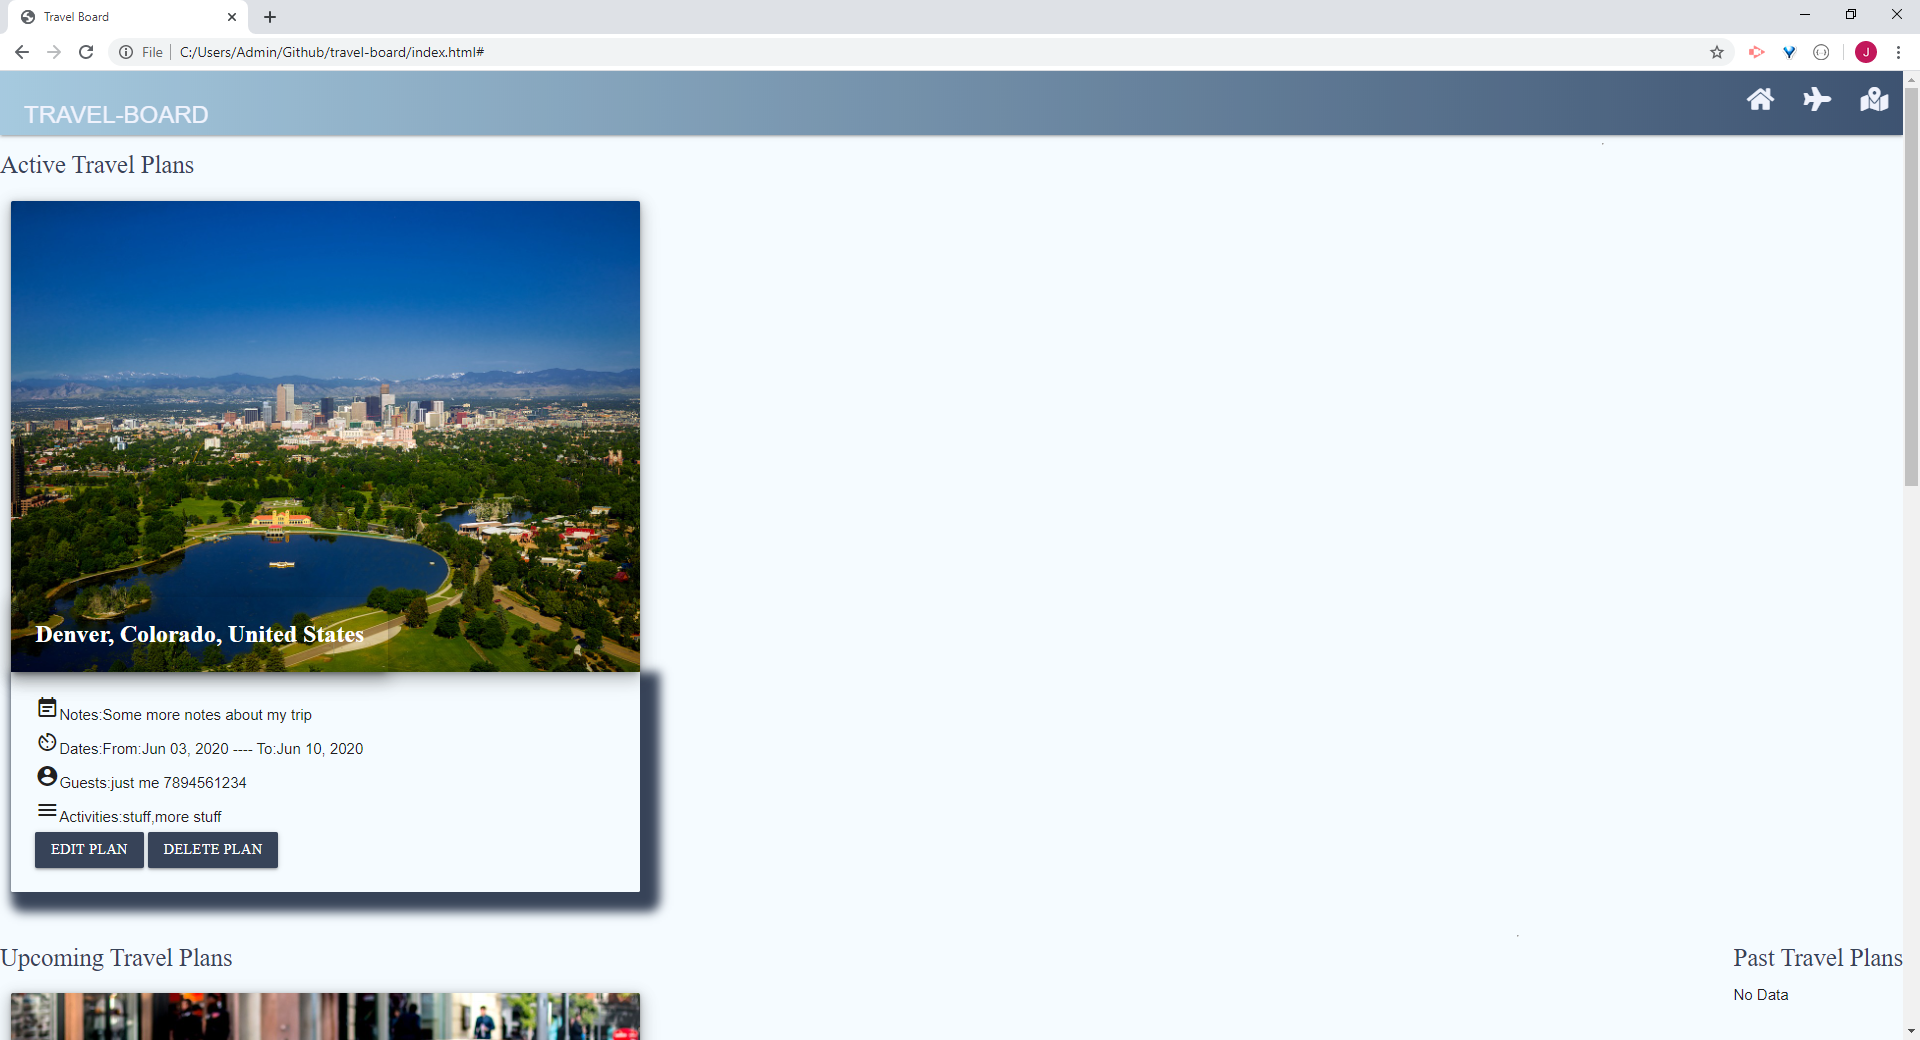 Travel Board
File
C:/Users/Admin/Github/travel-board/index.html#
J
TRAVEL-BOARD
Active Travel Plans
Denver, Colorado, United States
Notes:Some more notes about my trip
Dates:From:Jun 03, 2020 ---- To:Jun 10, 2020
Guests:just me 7894561234
Activities:stuff,more stuff
EDIT PLAN DELETE PLAN
Upcoming Travel Plans
Past Travel Plans
No Data